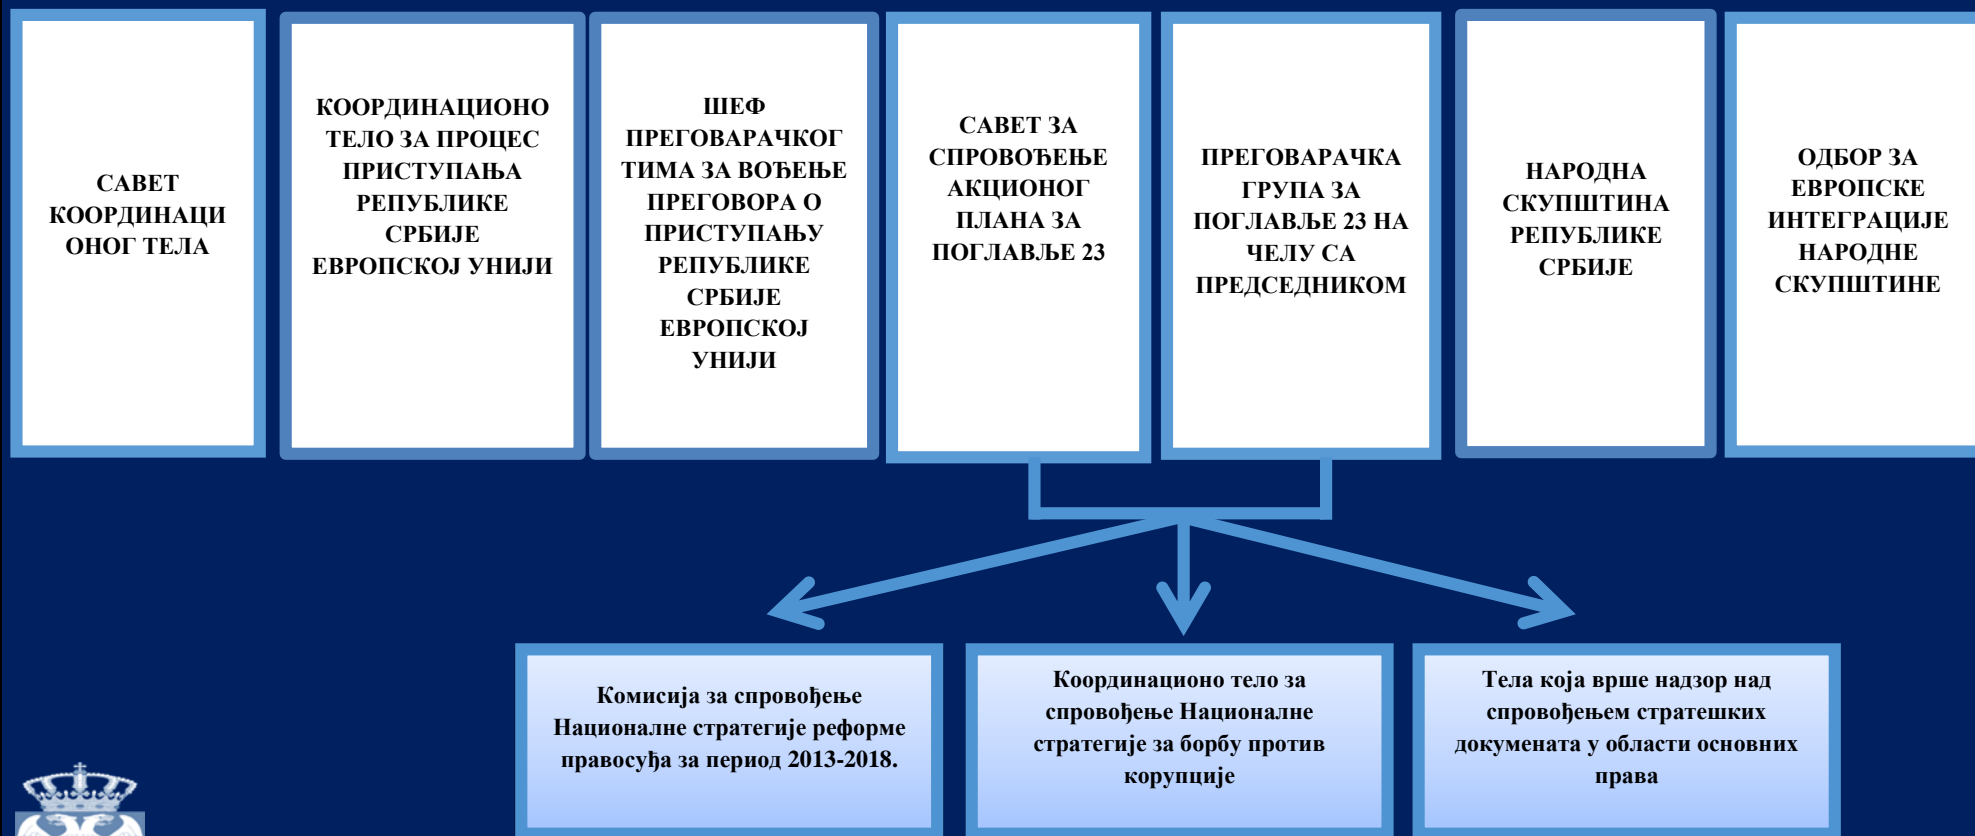 САВЕТ
КООРДИНАЦИ
ОНОГ ТЕЛА
КООРДИНАЦИОНО
ТЕЛО ЗА ПРОЦЕС
ПРИСТУПАЊА
РЕПУБЛИКЕ
СРБИЈЕ
ЕВРОПСКОЈ УНИЈИ
ШЕФ
ПРЕГОВАРАЧКОГ
ТИМА ЗА ВОЂЕЊЕ
ПРЕГОВОРА О
ПРИСТУПАЊУ
РЕПУБЛИКЕ
СРБИЈЕ
ЕВРОПСКОЈ
УНИЈИ
САВЕТ ЗА
СПРОВОЂЕЊЕ
АКЦИОНОГ
ПЛАНА ЗА
ПОГЛАВЉЕ 23
ПРЕГОВАРАЧКА
ГРУПА ЗА
ПОГЛАВЉЕ 23 НА
ЧЕЛУ СА
ПРЕДСЕДНИКОМ
НАРОДНА
СКУПШТИНА
РЕПУБЛИКЕ
СРБИЈЕ
ОДБОР ЗА
ЕВРОПСКЕ
ИНТЕГРАЦИЈЕ
НАРОДНЕ
СКУПШТИНЕ
Комисија за спровођење
Националне стратегије реформе
правосуђа за период 2013-2018.
Координационо тело за
спровођење Националне
стратегије за борбу против
корупције
Тела која врше надзор над
спровођењем стратешких
докумената у области основних
права